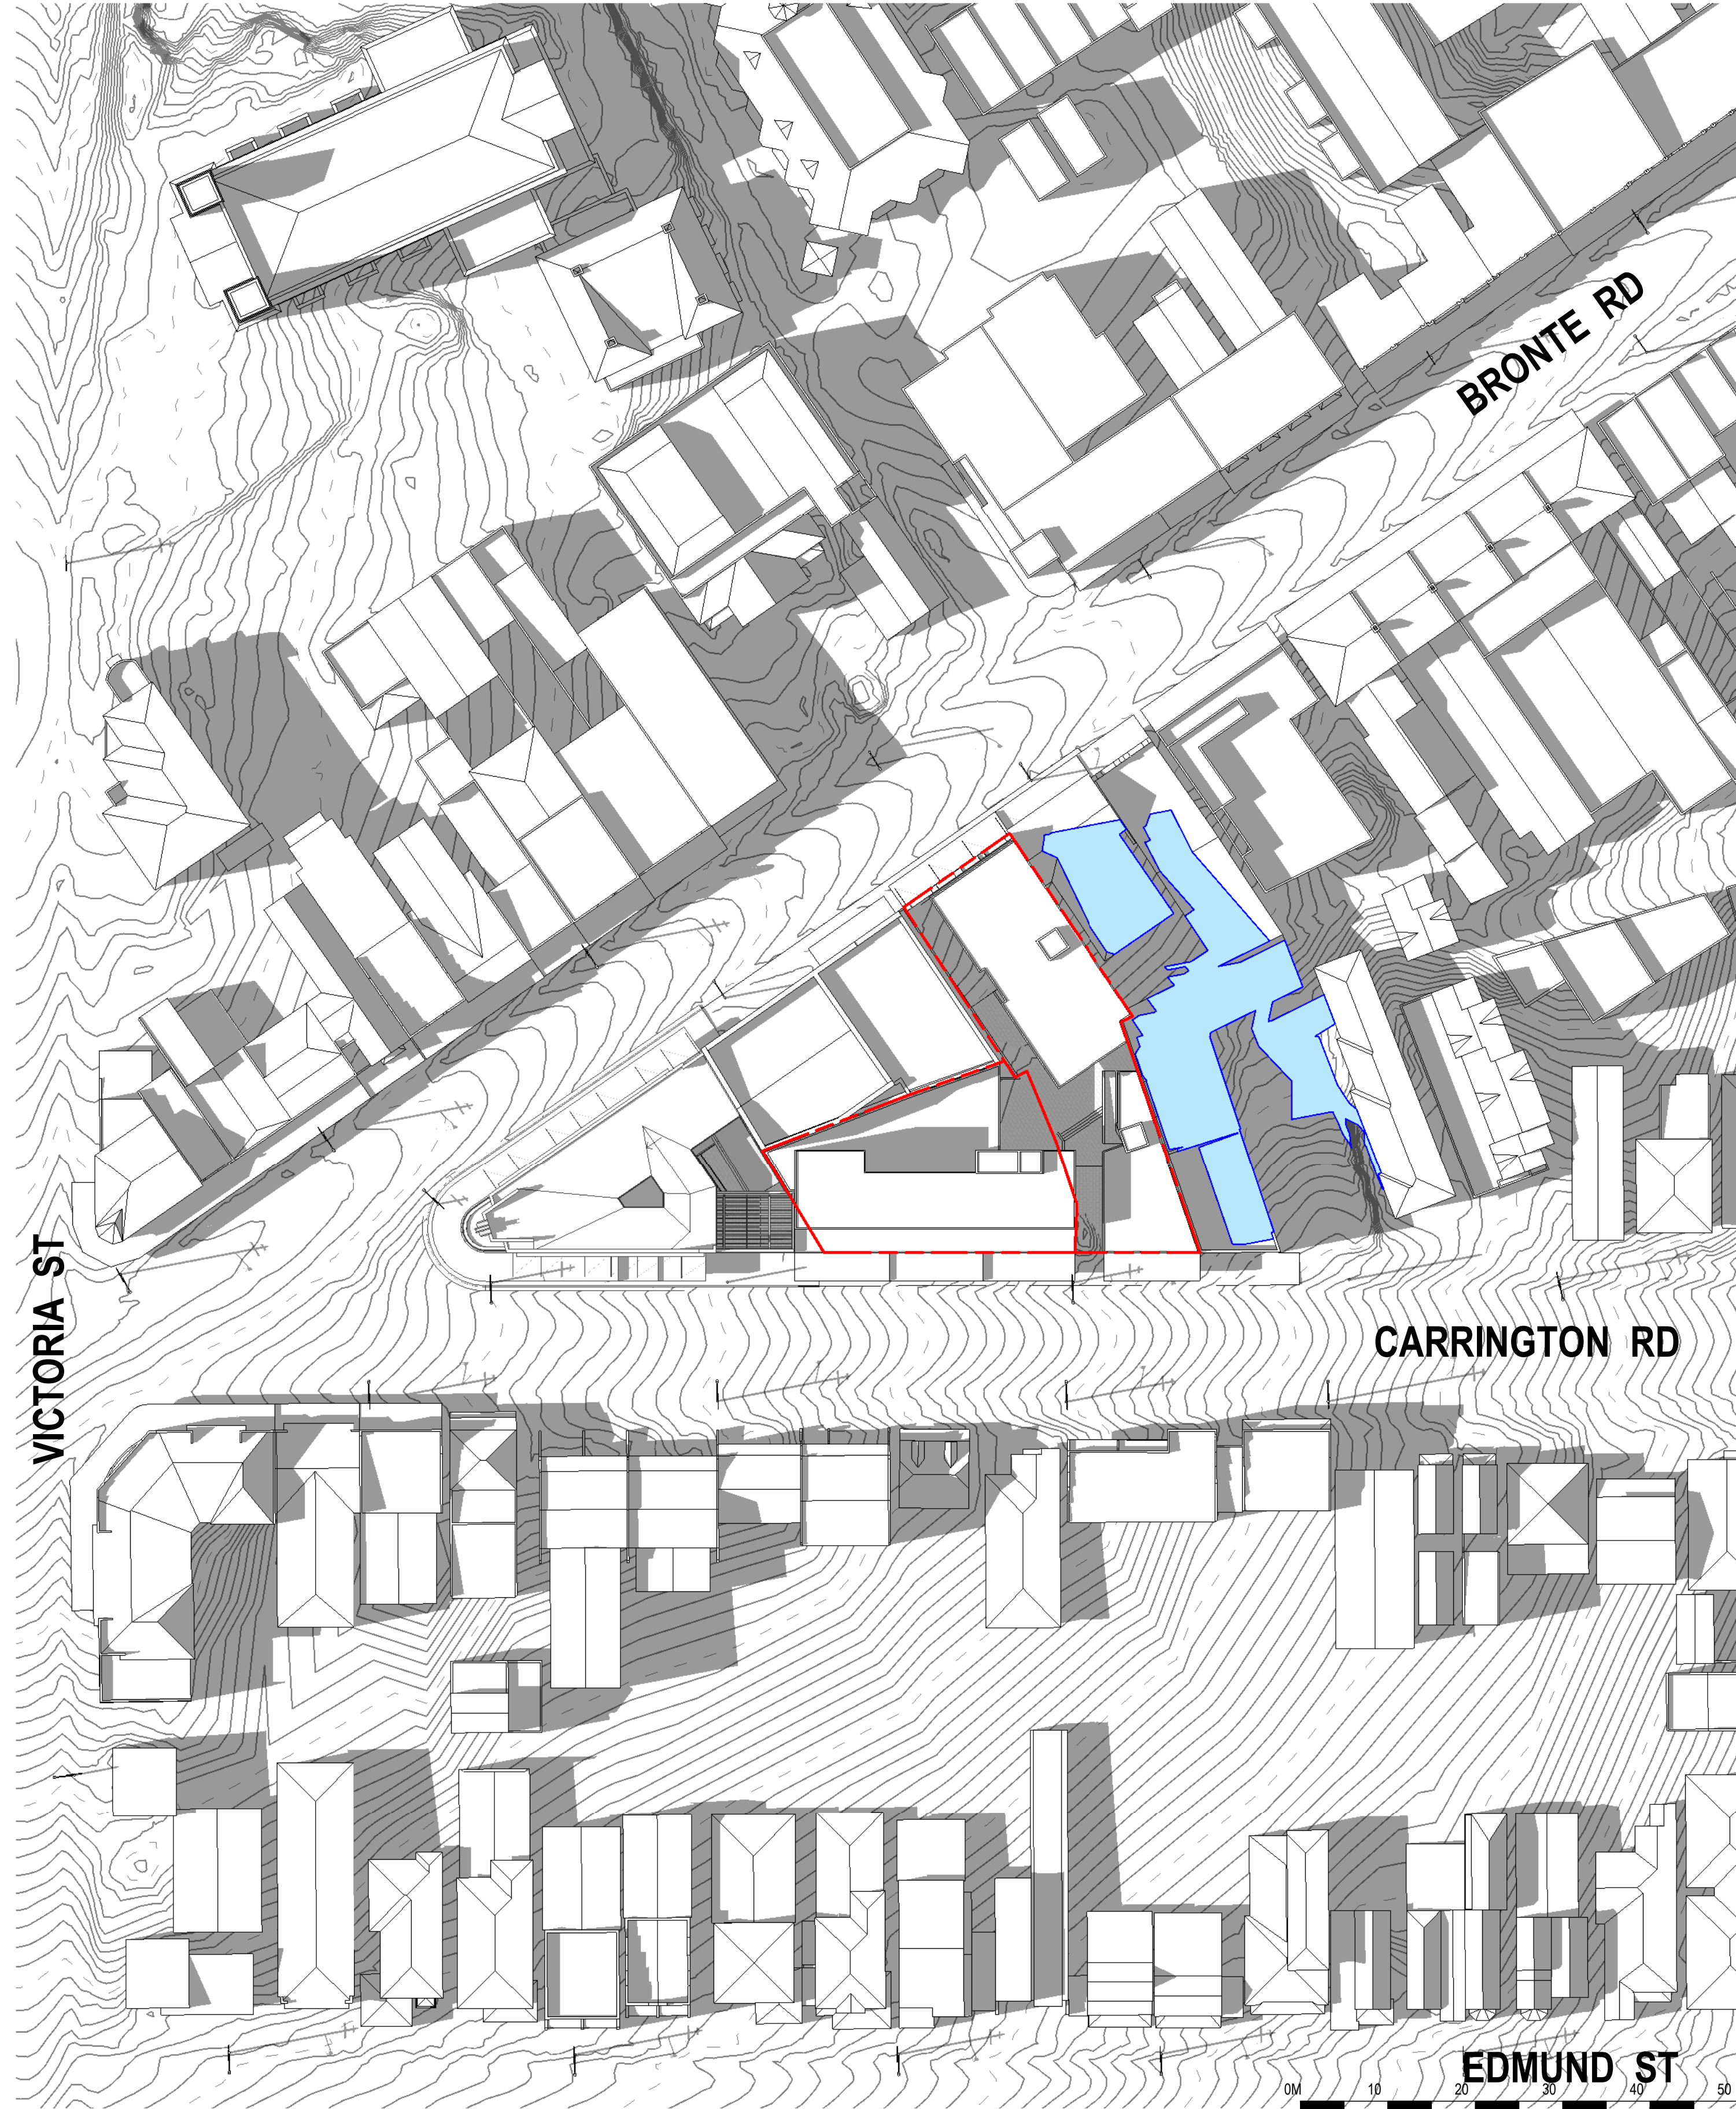 BRONTE RD
VICTORIA ST
CARRINGTON RD
EDMUND ST
0M 10 20 30 40 50